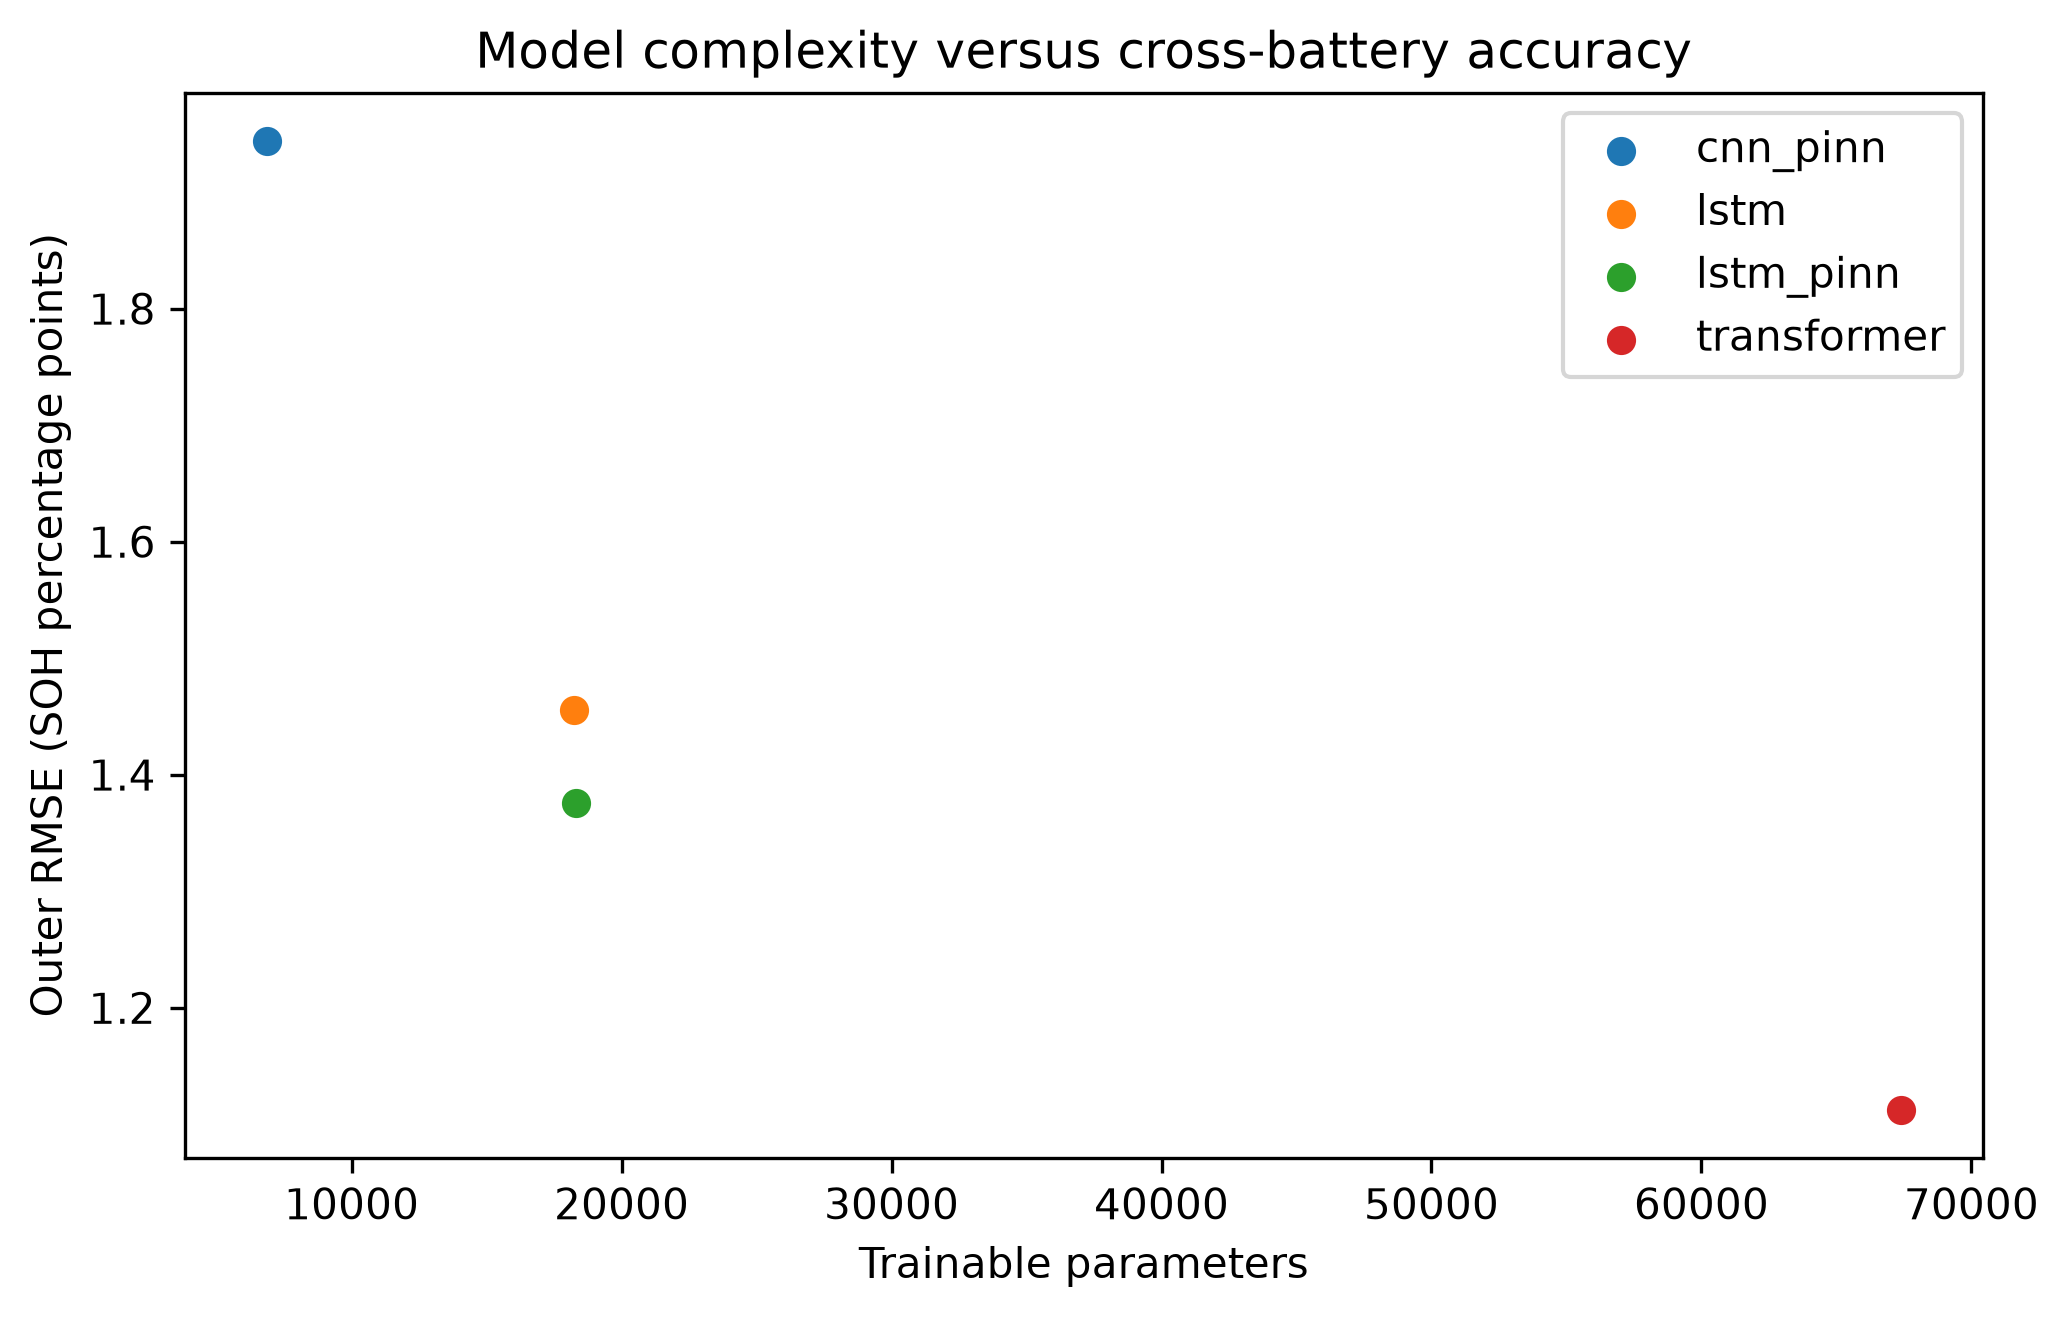 Model complexity versus cross-battery accuracy
cnn_pinn
lstm
lstm_pinn
transformer
Outer RMSE (SOH percentage points)
1.8
1.6
1.4
1.2
10000 20000 30000 40000 50000 60000 70000
Trainable parameters